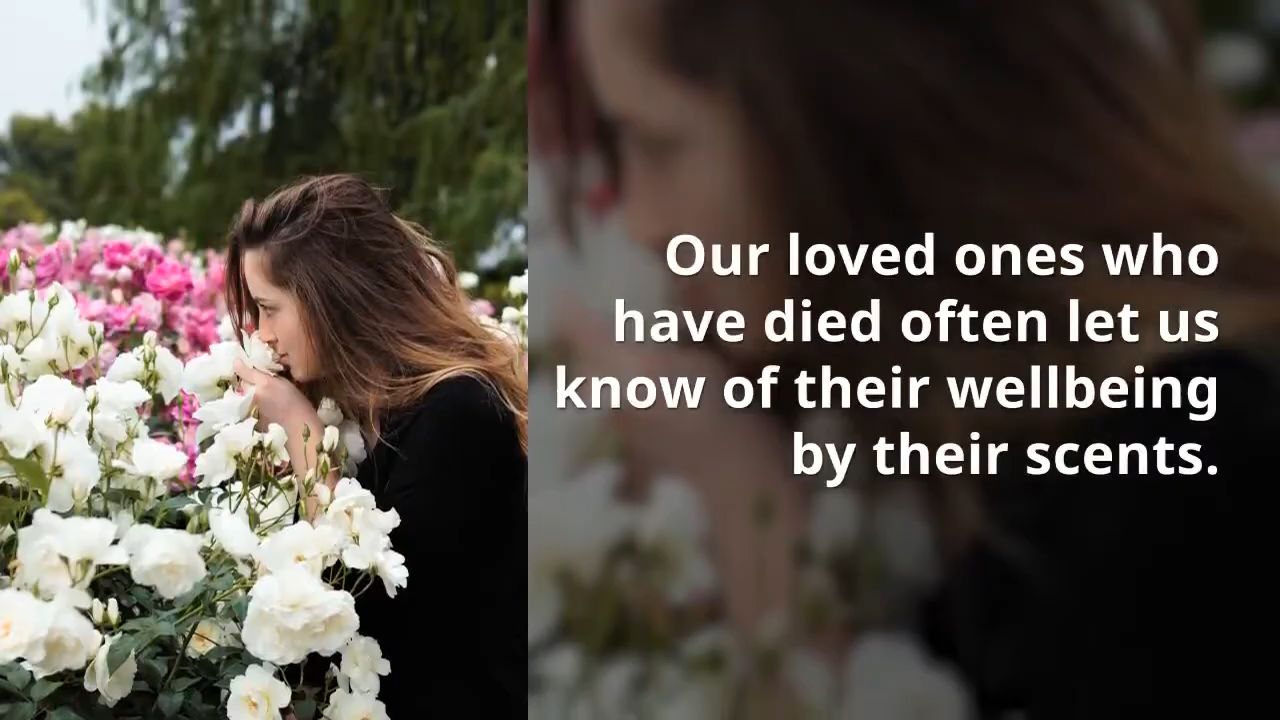 Our loved ones who
have died often let us
know of their wellbeing
by their scents.